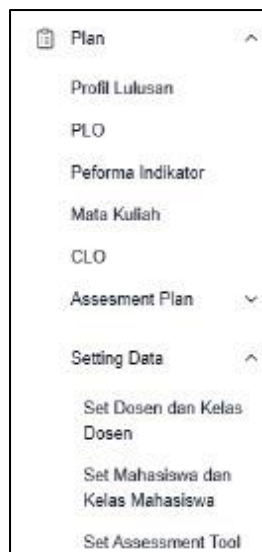 Plan
Profil Lulusan
PLO
Peforma Indikator
Mata Kuliah
CLO
Assesment Plan
Setting Data
Set Dosen dan Kelas
Dosen
Set Mahasiswa dan
Kelas Mahasiswa
Set Assessment Tool